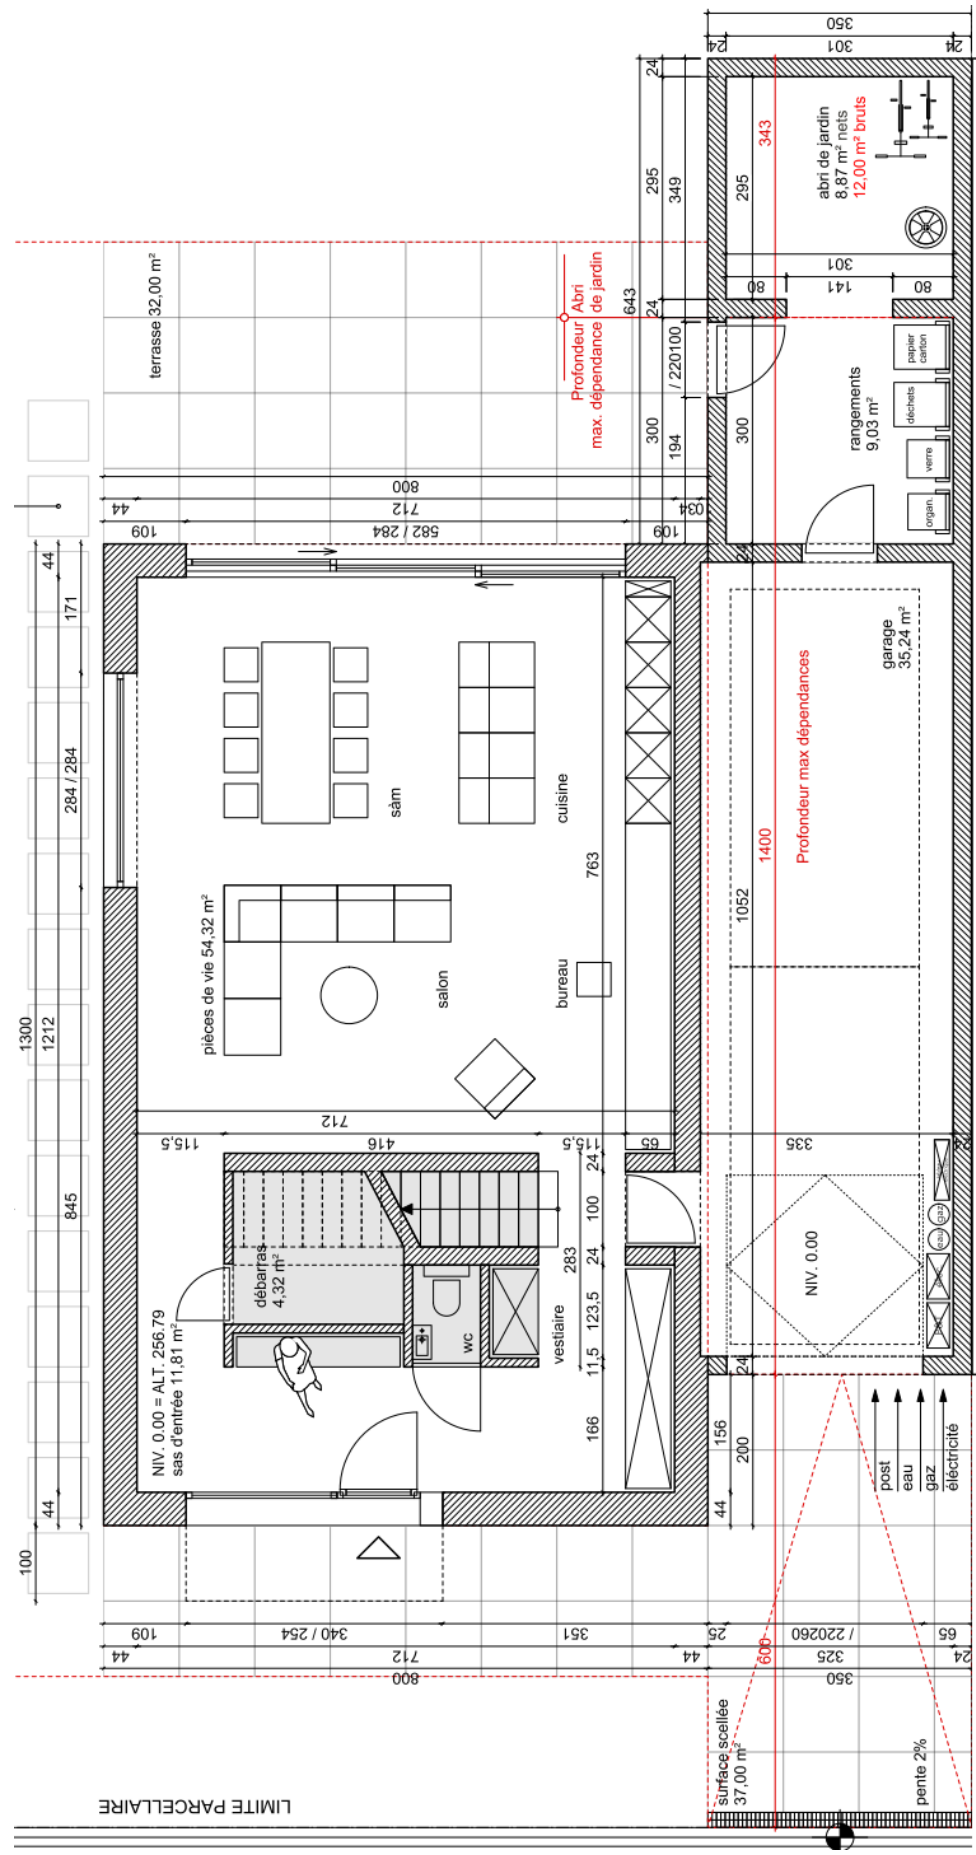 350
24
301
24
24
343
295
349
295
abri de jardin
8,87 m² nets
12,00 m² bruts
301
80
141
80
terrasse 32,00 m²
Profondeur Abri
max. dépendance de jardin
643
24
/ 220100
300
194
300
rangements
9,03 m²
papier
carton
déchets
verre
organ.
800
44
712
034
109
582 / 284
109
24
44
171
284 / 284
1300
1212
845
44
100
sàm
cuisine
763
pièces de vie 54,32 m²
salon
bureau
garage
35,24 m²
Profondeur max dépendances
1400
1052
712
115,5
416
115,5
65
335
24
24
100
24
283
123,5
11,5
166
débarras
4,32 m²
wc
vestiaire
NIV. 0.00 = ALT. 256.79
sas d'entrée 11,81 m²
NIV. 0.00
gaz
eau
24
156
200
44
post
eau
gaz
éléctricité
109
340 / 254
351
25
/ 220260
65
44
712
44
325
24
800
600
350
surface scellée
37,00 m²
pente 2%
LIMITE PARCELLAIRE